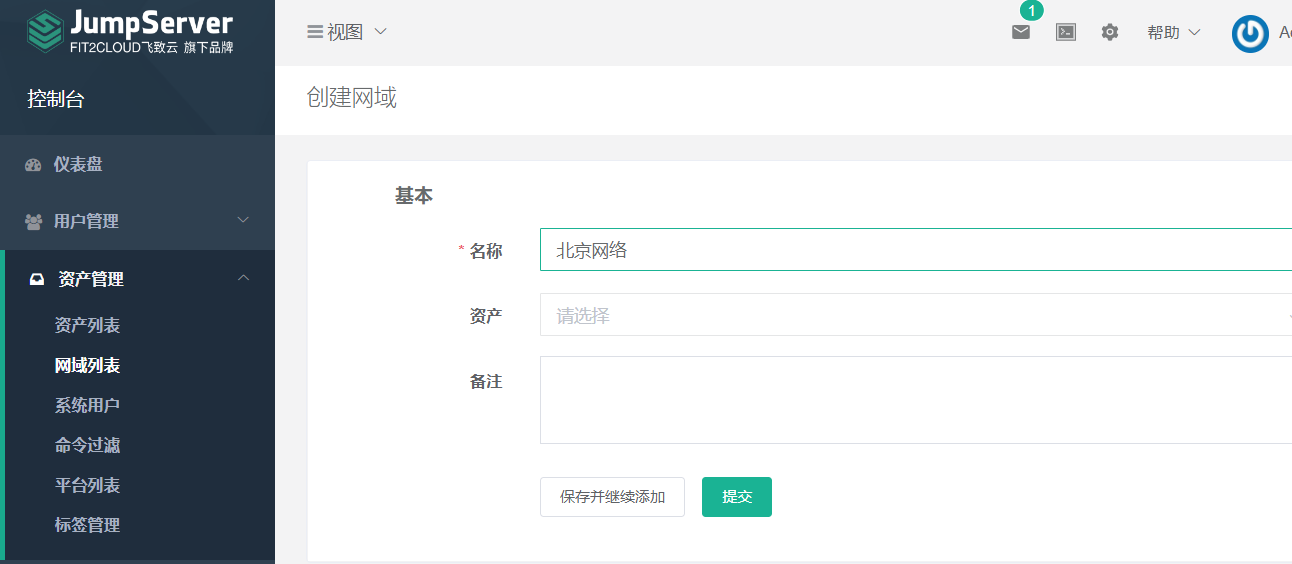 JumpServer
FIT2CLOUD飞致云 旗下品牌
视图
1
帮助
控制台
创建网域
仪表盘
用户管理
资产管理
资产列表
网域列表
系统用户
命令过滤
平台列表
标签管理
基本
* 名称
北京网络
资产
请选择
备注
保存并继续添加
提交